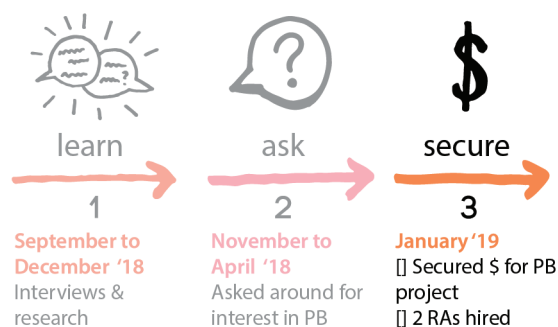 ?
?
$
learn
ask
secure
1
2
3
September to
December ‘18
Interviews &
research
November to
April ‘18
Asked around for
interest in PB
January ‘19
[] Secured $ for PB
project
[] 2 RAs hired